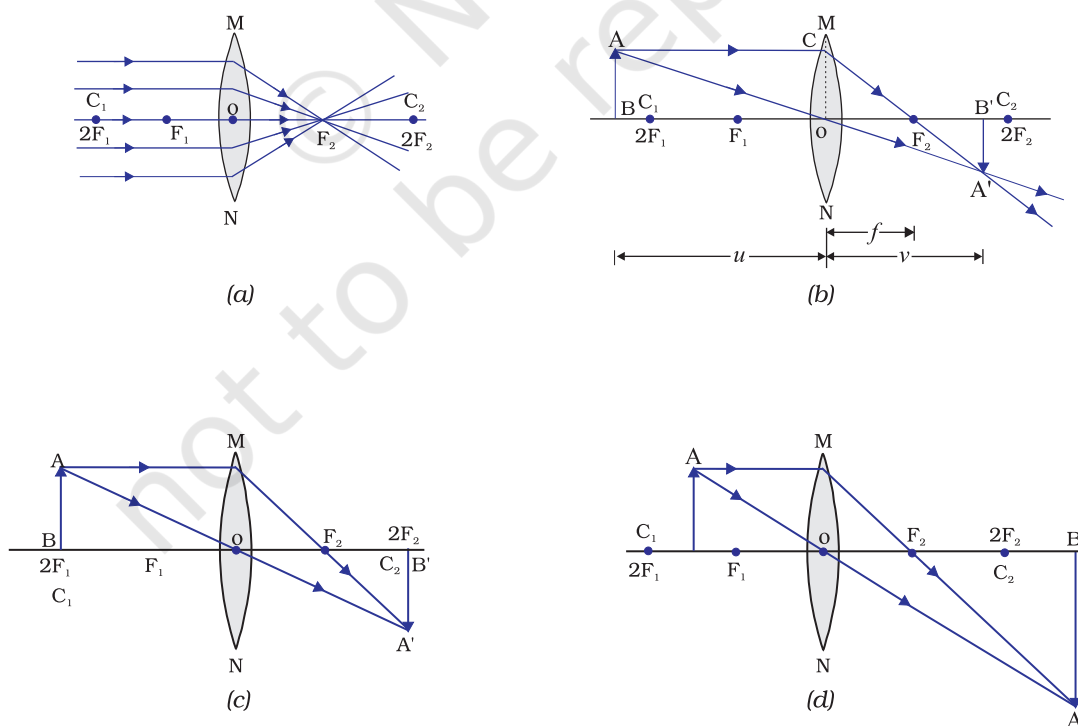 © N
not to be rep
M
C₁
O
C₂
2F₁
F₁
F₂
2F₂
N
(a)
M
A
C
B
C₁
B'
C₂
2F₁
F₁
O
F₂
2F₂
A'
N
f
u
v
(b)
M
A
B
O
F₂
2F₂
2F₁
F₁
C₂
B'
C₁
A'
N
(c)
M
A
C₁
O
F₂
2F₂
B
2F₁
F₁
C₂
N
A
(d)